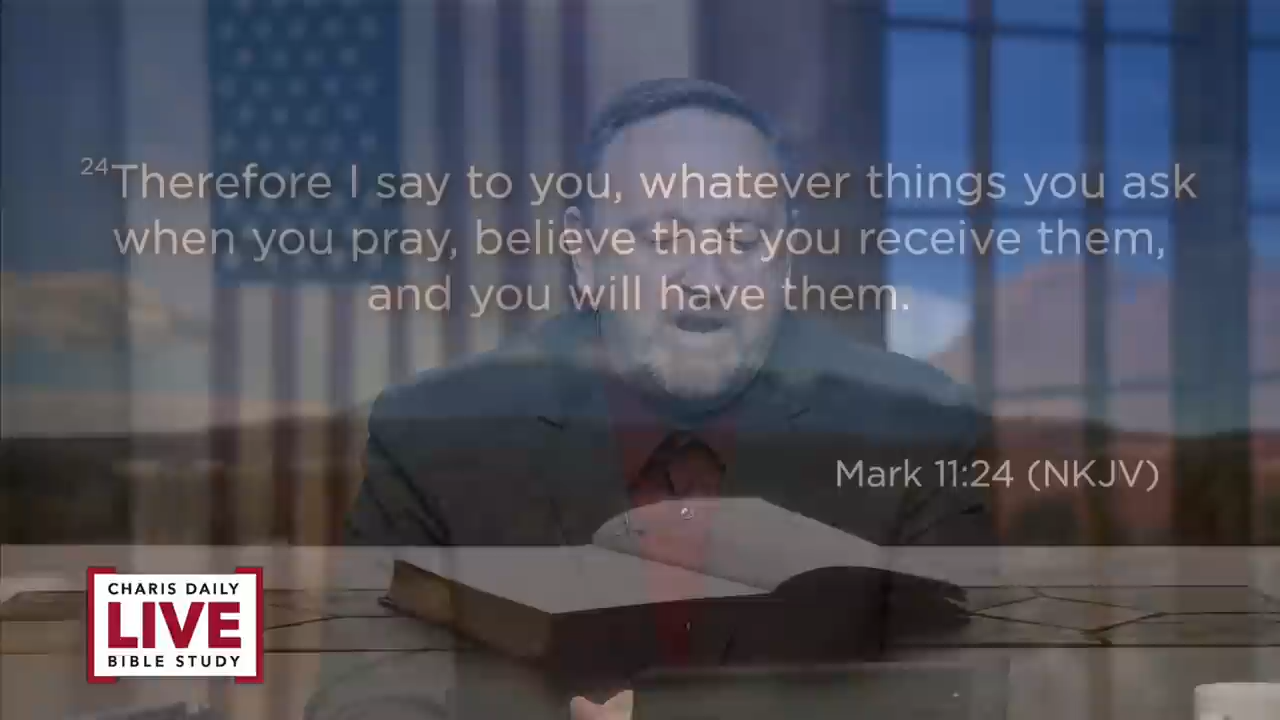 24Therefore I say to you, whatever things you ask
when you pray, believe that you receive them,
and you will have them.
Mark 11:24 (NKJV)
CHARIS DAILY
LIVE
BIBLE STUDY